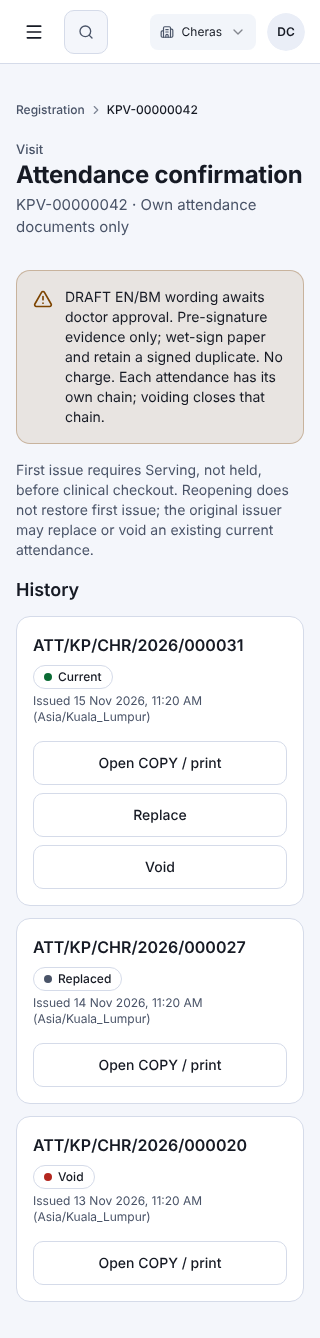 Cheras
DC
Registration > KPV-00000042
Visit
Attendance confirmation
KPV-00000042 · Own attendance
documents only
DRAFT EN/BM wording awaits
doctor approval. Pre-signature
evidence only; wet-sign paper
and retain a signed duplicate. No
charge. Each attendance has its
own chain; voiding closes that
chain.
First issue requires Serving, not held,
before clinical checkout. Reopening does
not restore first issue; the original issuer
may replace or void an existing current
attendance.
History
ATT/KP/CHR/2026/000031
Current
Issued 15 Nov 2026, 11:20 AM
(Asia/Kuala_Lumpur)
Open COPY / print
Replace
Void
ATT/KP/CHR/2026/000027
Replaced
Issued 14 Nov 2026, 11:20 AM
(Asia/Kuala_Lumpur)
Open COPY / print
ATT/KP/CHR/2026/000020
Void
Issued 13 Nov 2026, 11:20 AM
(Asia/Kuala_Lumpur)
Open COPY / print